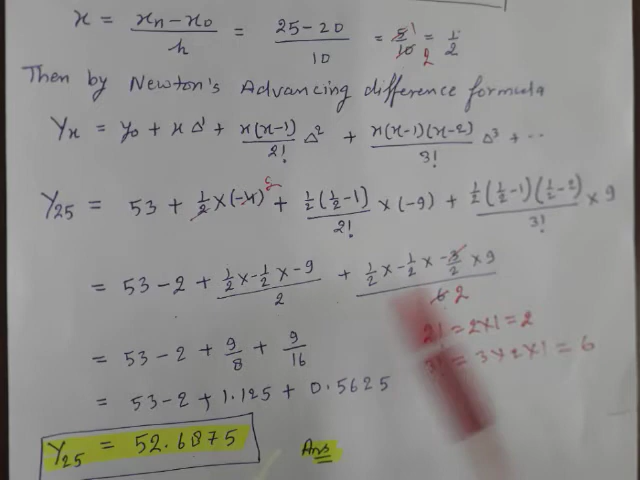 x = xn-x0/h = 25-20/10 = 5/10 1/2 = 1/2
Then by Newton's Advancing difference formula
Yx = y0 + xΔ¹ + x(x-1)/2! Δ² + x(x-1)(x-2)/3! Δ³ + ..
Y25 = 53 + 1/2 x(-4) 2 + 1/2(1/2-1)/2! x(-9) + 1/2(1/2-1)(1/2-2)/3! x 9
= 53-2 + 1/2 x -1/2 x -9/2 + 1/2 x -1/2 x -3/2 x 9/6 2
2! = 2x1 = 2
= 53-2 + 9/8 + 9/16
3! = 3x2x1 = 6
= 53-2 + 1.125 + 0.5625
Y25 = 52.6875 Ans